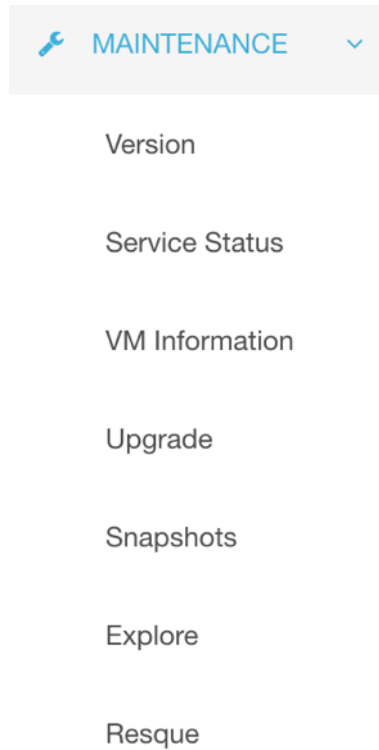 MAINTENANCE
Version
Service Status
VM Information
Upgrade
Snapshots
Explore
Resque